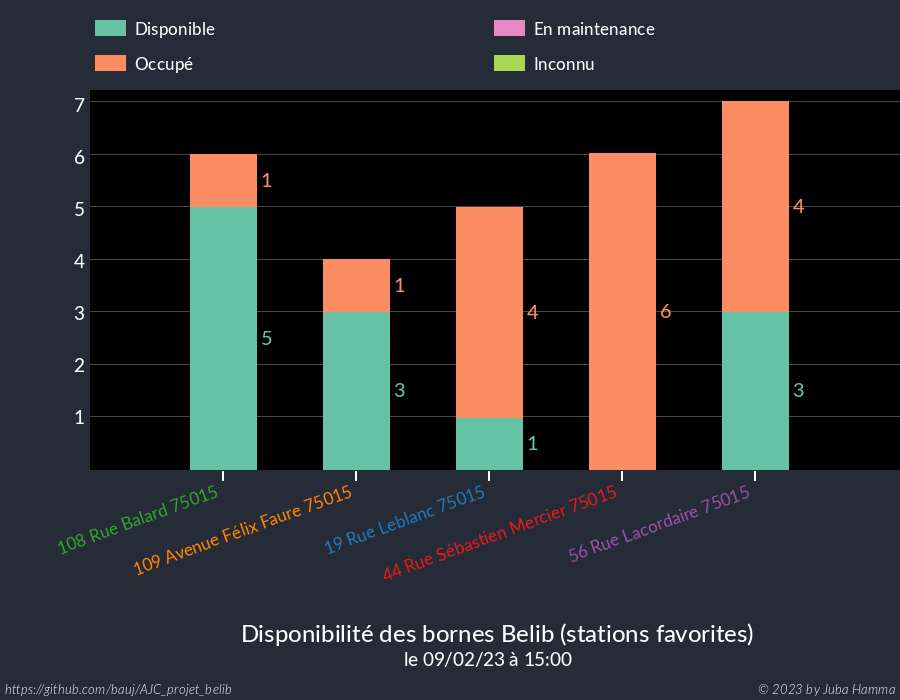 Disponible
En maintenance
Occupé
Inconnu
7
6
5
4
3
2
1
1
5
1
3
4
1
6
4
3
108 Rue Balard 75015
109 Avenue Félix Faure 75015
19 Rue Leblanc 75015
44 Rue Sébastien Mercier 75015
56 Rue Lacordaire 75015
Disponibilité des bornes Belib (stations favorites)
le 09/02/23 à 15:00
https://github.com/bauj/AJC_projet_belib
© 2023 by Juba Hamma